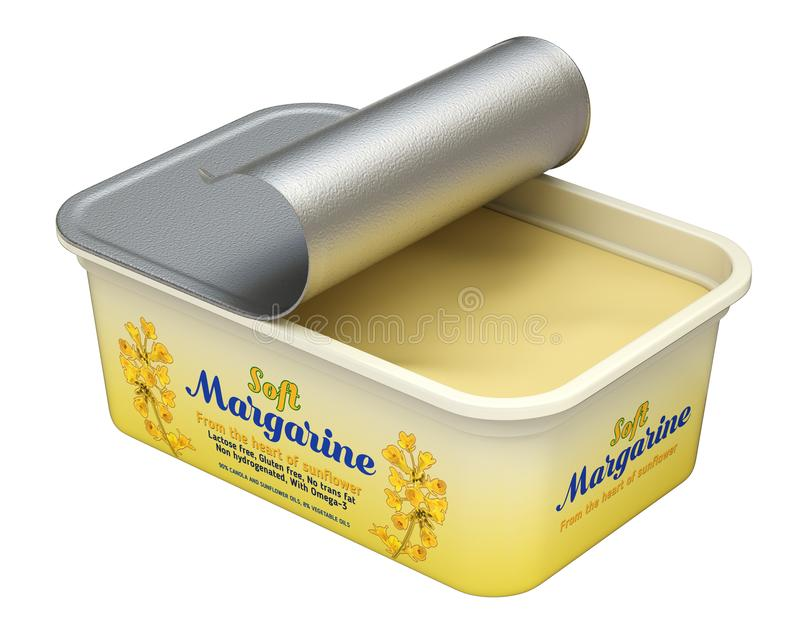 Soft
Margarine
From the heart of sunflower
Lactose free, Gluten free, No trans fat
Non hydrogenated, With Omega-3
90% CANOLA AND SUNFLOWER OILS, 8% VEGETABLE OILS
Soft
Margarine
From the heart of sunflower
dreamstime